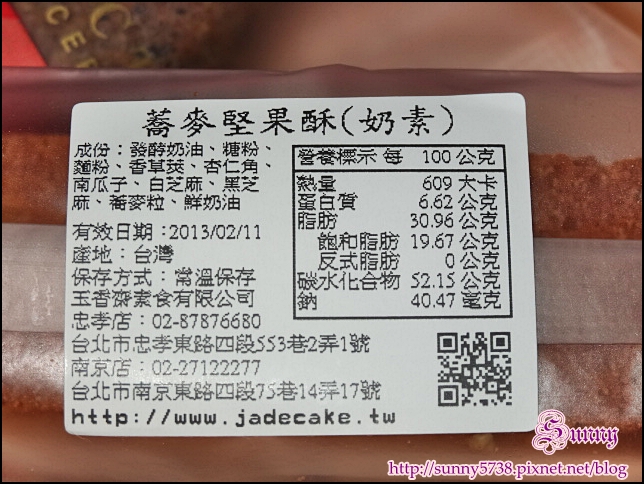 蕎麥堅果酥(奶素)
成份：發酵奶油、糖粉、
麵粉、香草莢、杏仁角、
南瓜子、白芝麻、黑芝
麻、蕎麥粒、鮮奶油
有效日期：2013/02/11
產地：台灣
保存方式：常溫保存
玉香齋素食有限公司
忠孝店：02-87876680
台北市忠孝東路四段553巷2弄1號
南京店：02-27122277
台北市南京東路四段75巷14弄17號
http://www.jadecake.tw
營養標示 每 100 公克
熱量 609 大卡
蛋白質 6.62 公克
脂肪 30.96 公克
飽和脂肪 19.67 公克
反式脂肪 0 公克
碳水化合物 52.15 公克
鈉 40.47 毫克
Sunny
http://sunny5738.pixnet.net/blog